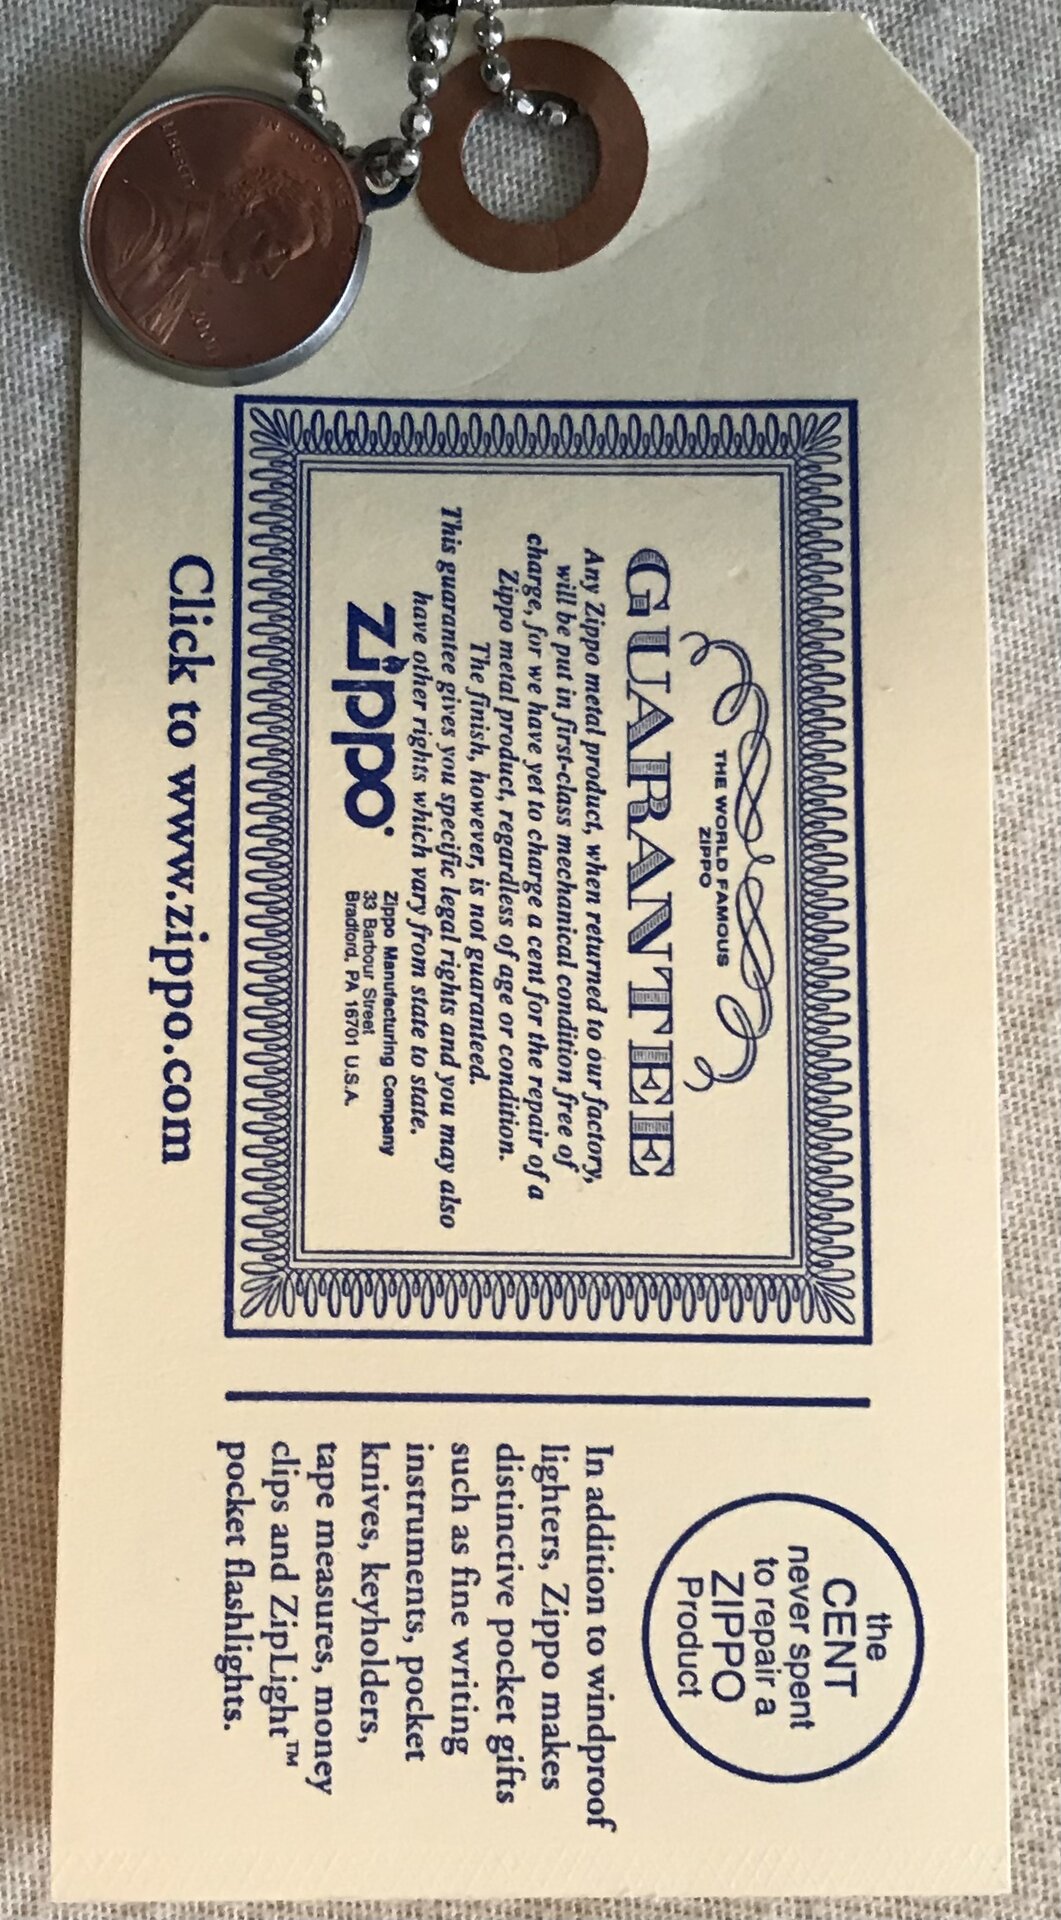 THE WORLD FAMOUS
ZIPPO
GUARANTEE
Any Zippo metal product, when returned to our factory,
will be put in first-class mechanical condition free of
charge, for we have yet to charge a cent for the repair of a
Zippo metal product, regardless of age or condition.
The finish, however, is not guaranteed.
This guarantee gives you specific legal rights and you may also
have other rights which vary from state to state.
zippo
Zippo Manufacturing Company
33 Barbour Street
Bradford, PA 16701 U.S.A.
Click to www.zippo.com
the
CENT
never spent
to repair a
ZIPPO
Product
In addition to windproof
lighters, Zippo makes
distinctive pocket gifts
such as fine writing
instruments, pocket
knives, keyholders,
tape measures, money
clips and ZipLight™
pocket flashlights.
LIBERTY